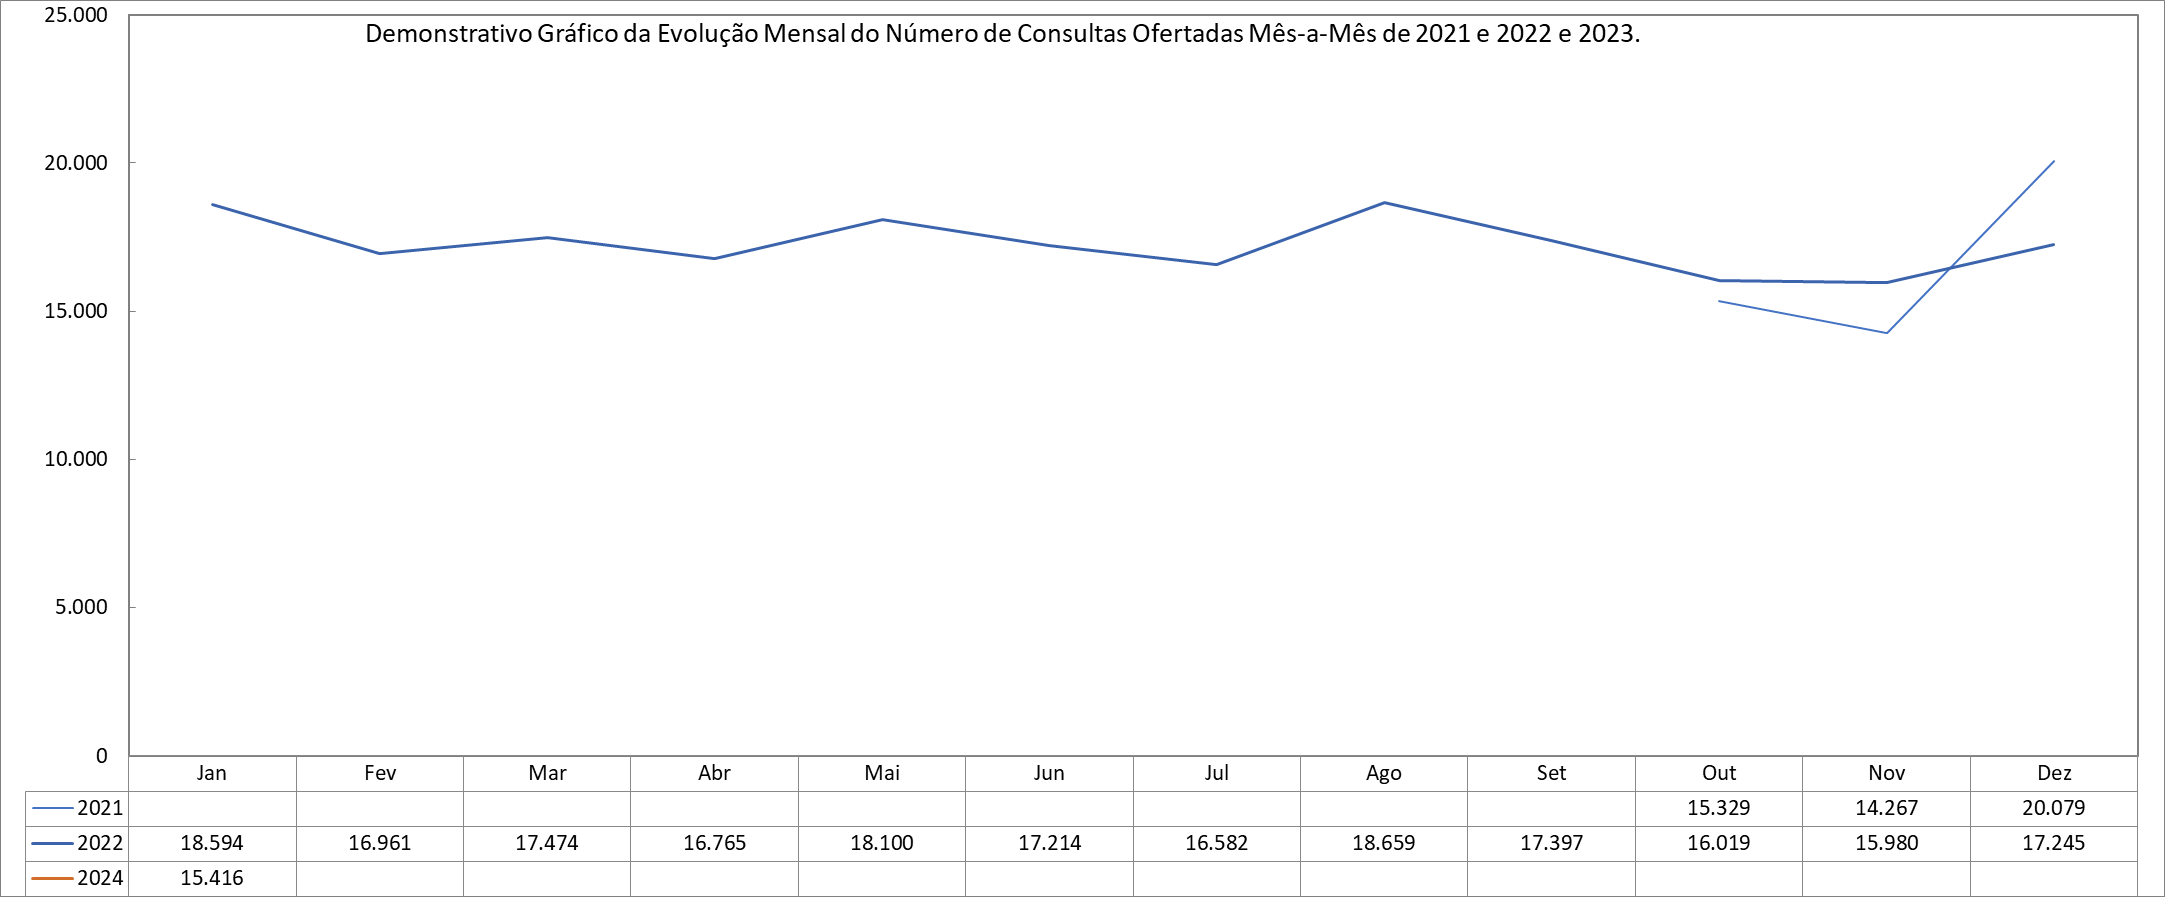 Demonstrativo Gráfico da Evolução Mensal do Número de Consultas Ofertadas Mês-a-Mês de 2021 e 2022 e 2023.
25.000
20.000
15.000
10.000
5.000
0
Jan Fev Mar Abr Mai Jun Jul Ago Set Out Nov Dez
2021 15.329 14.267 20.079
2022 18.594 16.961 17.474 16.765 18.100 17.214 16.582 18.659 17.397 16.019 15.980 17.245
2024 15.416